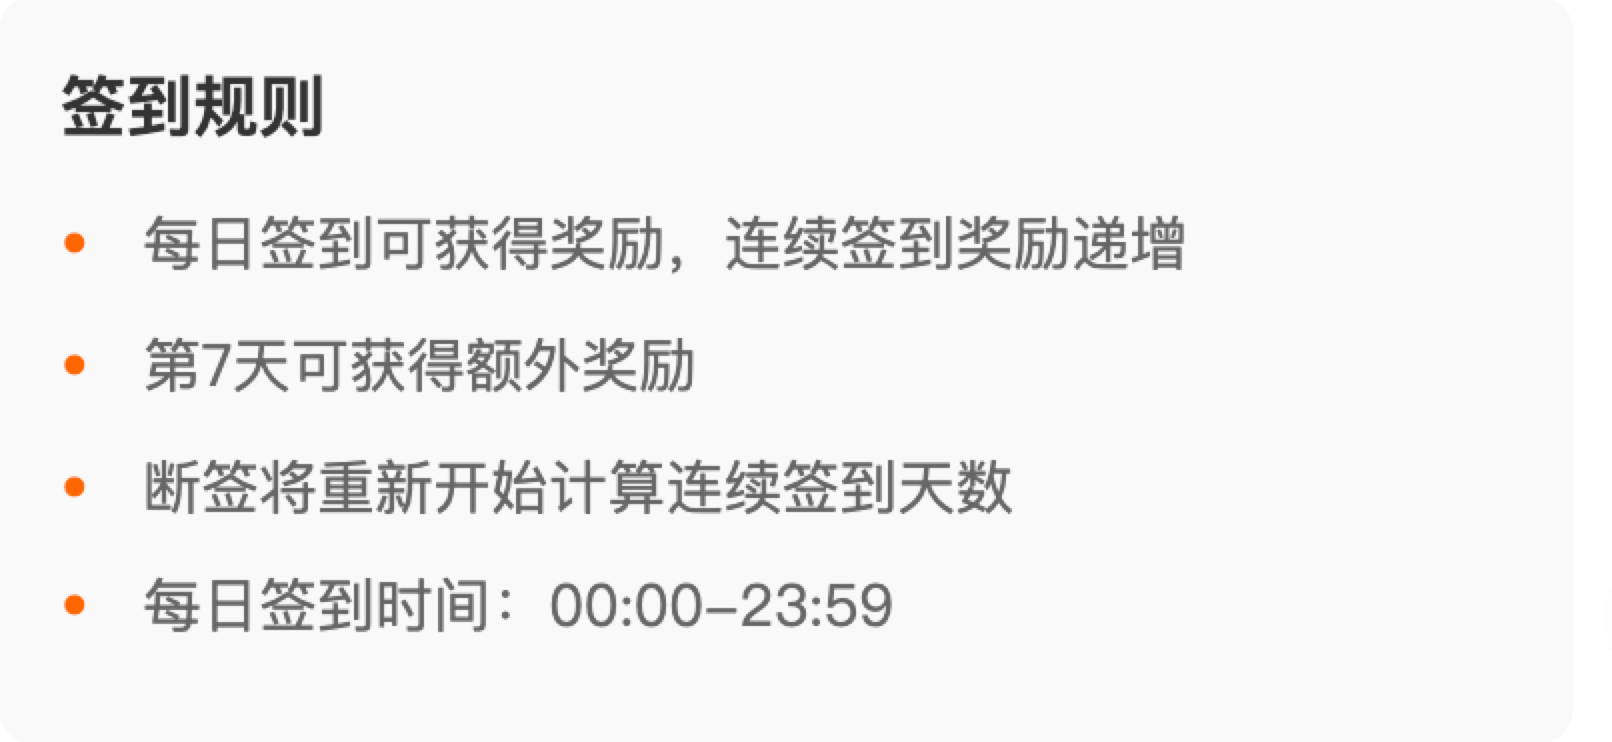 签到规则
每日签到可获得奖励，连续签到奖励递增
第7天可获得额外奖励
断签将重新开始计算连续签到天数
每日签到时间：00:00–23:59